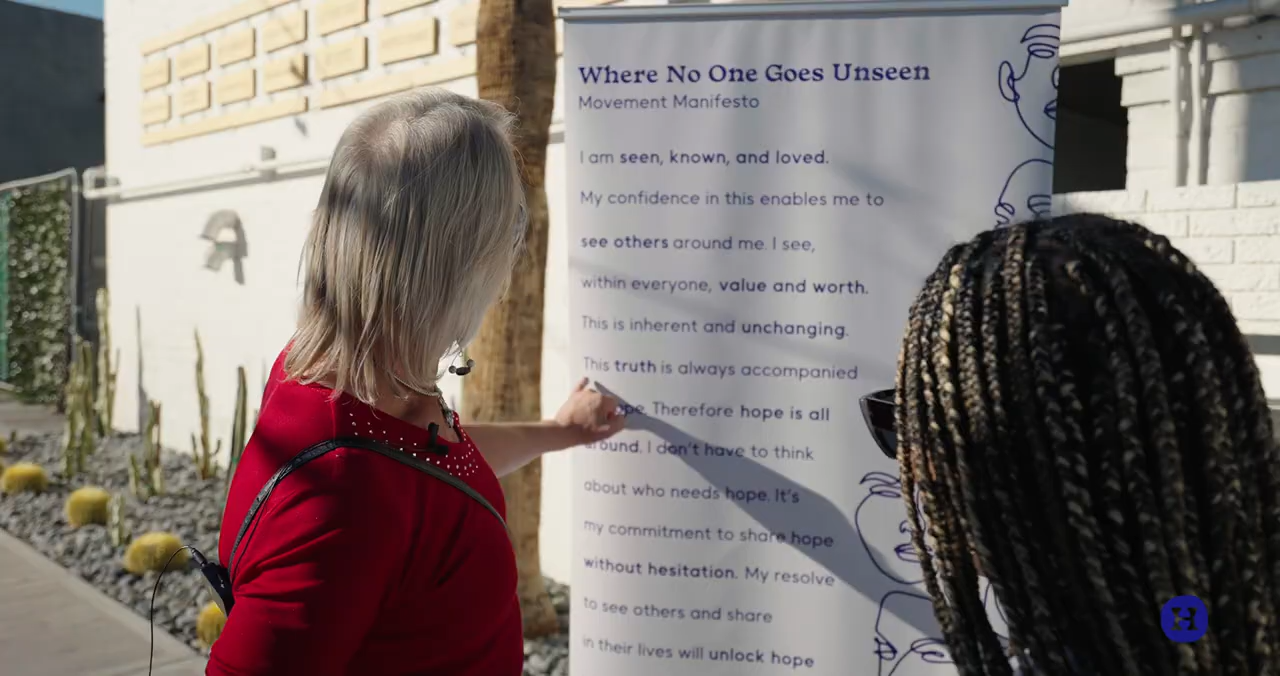 Where No One Goes Unseen
Movement Manifesto
I am seen, known, and loved.
My confidence in this enables me to
see others around me. I see,
within everyone, value and worth.
This is inherent and unchanging.
This truth is always accompanied
ope. Therefore hope is all
around. I don't have to think
about who needs hope. It's
my commitment to share hope
without hesitation. My resolve
to see others and share
in their lives will unlock hope
H